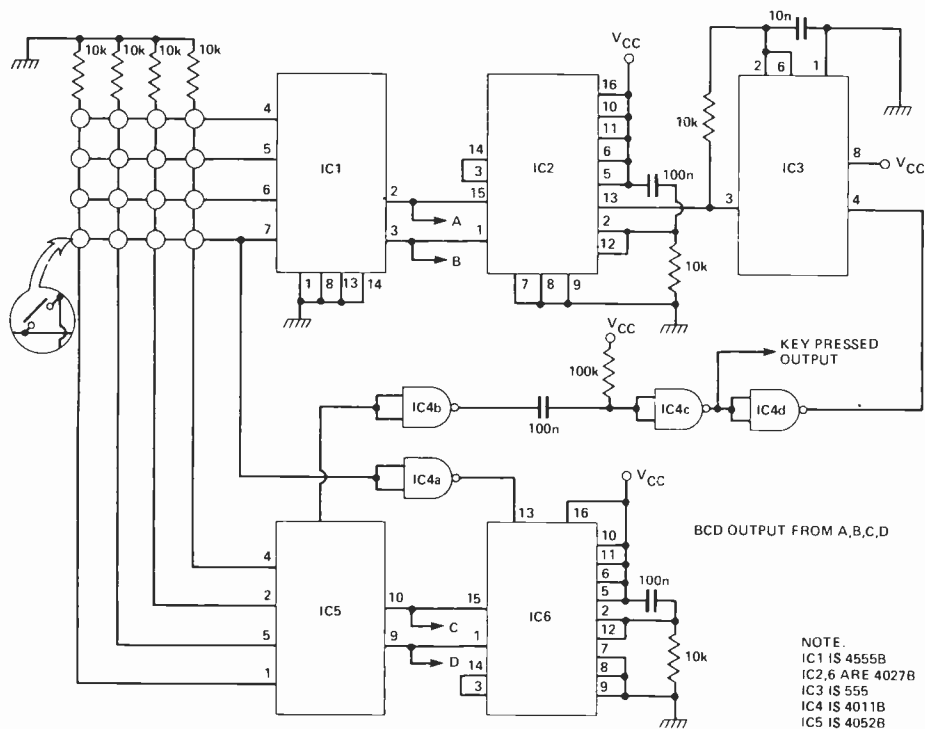 10k 10k 10k 10k
4
5
6
7
IC1
2
3
1 8 13 14
A
B
14
3
15
1
IC2
VCC
16
10
11
6
5
13
2
12
7 8 9
100n
10k
10k
10n
2 6 1
IC3
3
8
VCC
4
VCC
100k
IC4b
100n
IC4c
IC4d
KEY PRESSED
OUTPUT
IC4a
4
2
5
1
IC5
10
9
C
D
13
16
15
1
14
3
IC6
VCC
10
11
6
5
2
12
7
8
9
100n
10k
BCD OUTPUT FROM A,B,C,D
NOTE.
IC1 IS 4555B
IC2,6 ARE 4027B
IC3 IS 555
IC4 IS 4011B
IC5 IS 4052B